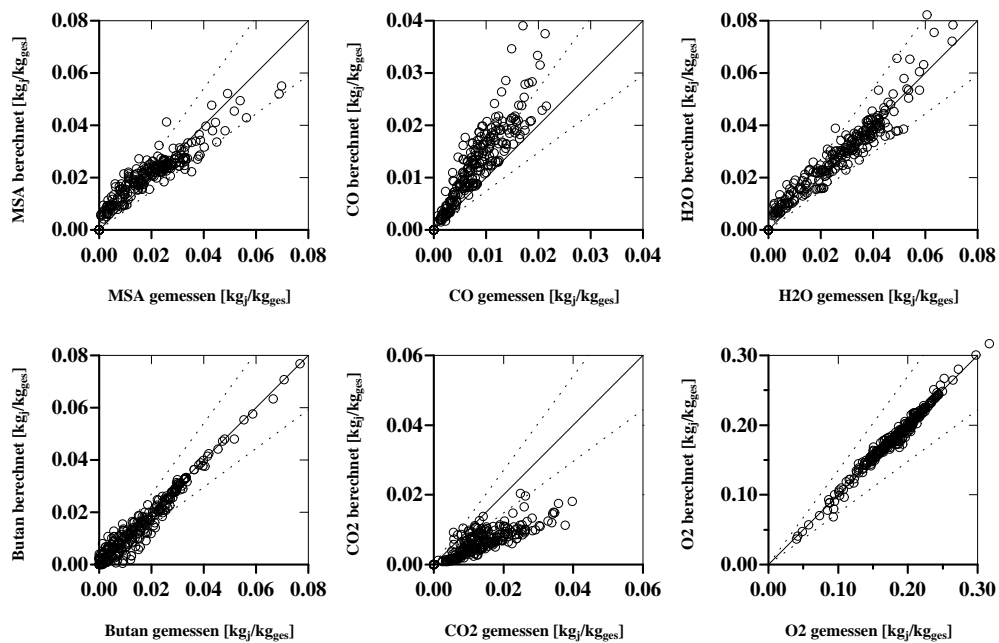 0.08
0.06
0.04
0.02
0.00
MSA berechnet [kgj/kgges]
0.00 0.02 0.04 0.06 0.08
MSA gemessen [kgj/kgges]
0.04
0.03
0.02
0.01
0.00
CO berechnet [kgj/kgges]
0.00 0.01 0.02 0.03 0.04
CO gemessen [kgj/kgges]
0.08
0.06
0.04
0.02
0.00
H2O berechnet [kgj/kgges]
0.00 0.02 0.04 0.06 0.08
H2O gemessen [kgj/kgges]
0.08
0.06
0.04
0.02
0.00
Butan berechnet [kgj/kgges]
0.00 0.02 0.04 0.06 0.08
Butan gemessen [kgj/kgges]
0.06
0.04
0.02
0.00
CO2 berechnet [kgj/kgges]
0.00 0.02 0.04 0.06
CO2 gemessen [kgj/kgges]
0.30
0.20
0.10
0.00
O2 berechnet [kgj/kgges]
0.00 0.10 0.20 0.30
O2 gemessen [kgj/kgges]